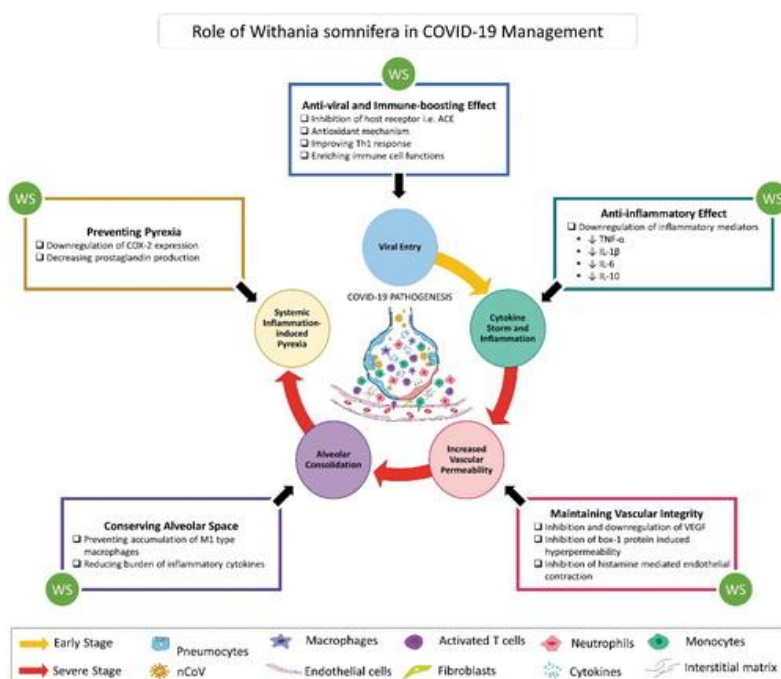 Role of Withania somnifera in COVID-19 Management
WS
Anti-viral and Immune-boosting Effect
Inhibition of host receptor i.e. ACE
Antioxidant mechanism
Improving Th1 response
Enriching immune cell functions
WS
Preventing Pyrexia
Downregulation of COX-2 expression
Decreasing prostaglandin production
WS
Anti-inflammatory Effect
Downregulation of inflammatory mediators
↓ TNF-α
↓ IL-1β
↓ IL-6
↓ IL-10
Viral Entry
COVID-19 PATHOGENESIS
Systemic
Inflammation-
induced
Pyrexia
Cytokine
Storm and
Inflammation
Alveolar
Consolidation
Increased
Vascular
Permeability
Conserving Alveolar Space
Preventing accumulation of M1 type
macrophages
Reducing burden of inflammatory cytokines
WS
Maintaining Vascular Integrity
Inhibition and downregulation of VEGF
Inhibition of box-1 protein induced
hyperpermeability
Inhibition of histamine mediated endothelial
contraction
WS
Early Stage
Pneumocytes
Macrophages
Activated T cells
Neutrophils
Monocytes
Severe Stage
nCoV
Endothelial cells
Fibroblasts
Cytokines
Interstitial matrix